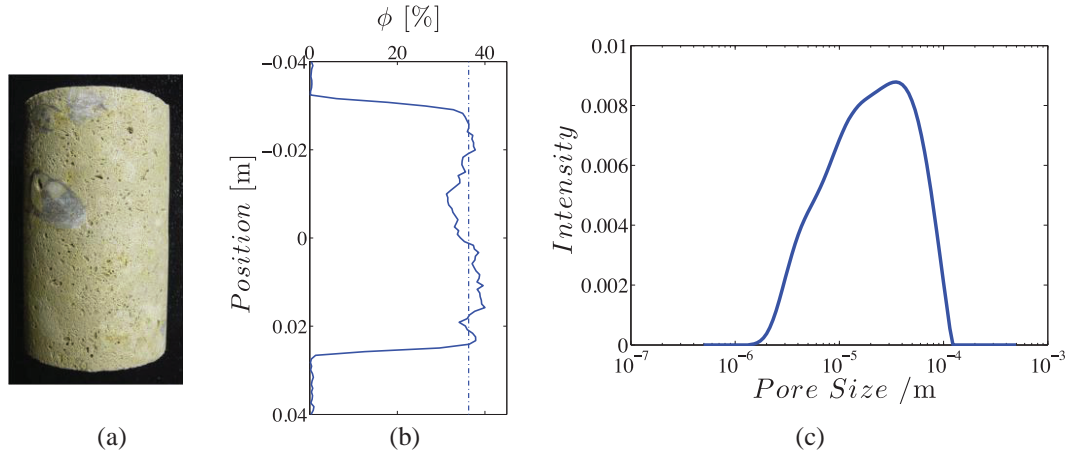 ϕ [%]
0 20 40
Position [m]
-0.04
-0.02
0
0.02
0.04
Intensity
0.01
0.008
0.006
0.004
0.002
0
10⁻⁷ 10⁻⁶ 10⁻⁵ 10⁻⁴ 10⁻³
Pore Size /m
(a) (b) (c)